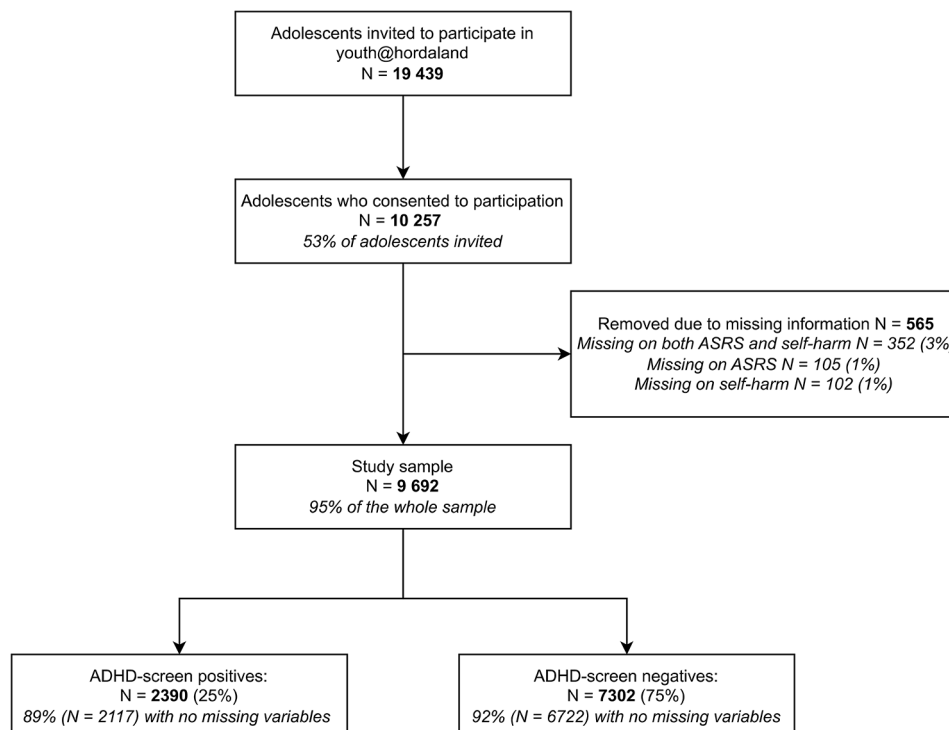 Adolescents invited to participate in
youth@hordaland
N = 19 439
Adolescents who consented to participation
N = 10 257
53% of adolescents invited
Removed due to missing information N = 565
Missing on both ASRS and self-harm N = 352 (3%)
Missing on ASRS N = 105 (1%)
Missing on self-harm N = 102 (1%)
Study sample
N = 9 692
95% of the whole sample
ADHD-screen positives:
N = 2390 (25%)
89% (N = 2117) with no missing variables
ADHD-screen negatives:
N = 7302 (75%)
92% (N = 6722) with no missing variables